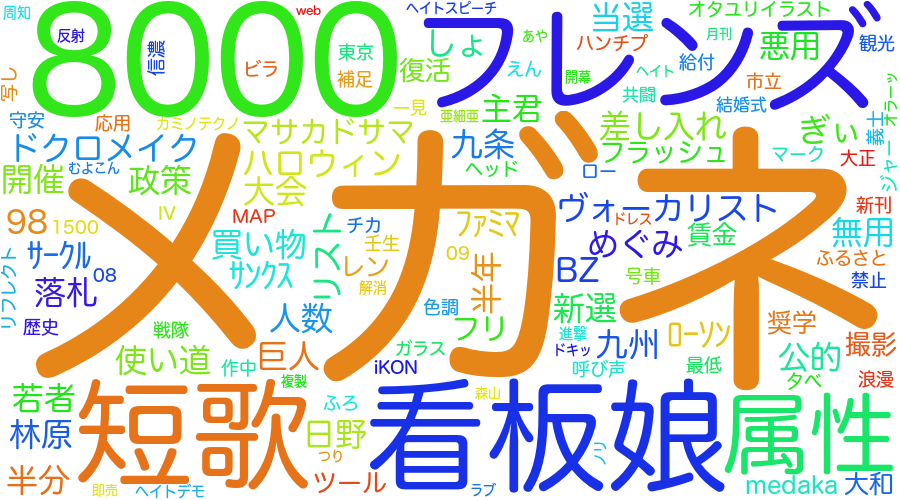 周知
web
ヘイトスピーチ
当選
オタユリイラスト
8000
フレンズ
反射
信濃
ビラ
東京
補足
しょ
復活
あや
えん
ハンチプ
開幕
ヘイト
給付
月刊
悪用
観光
写し
守安
応用
カミノテクノ
一見
亜細亜
主君
共闘
結婚式
市立
オラーッ
ドクロメイク
マサカドサマ
九条
差し入れ
ぎぃ
義士
開催
むよこん
政策
ハロウィン
大会
ヘッド
ロー
フラッシュ
マーク
大正
ジャー
メガネ
98
1500
IV
MAP
リスト
チカ
ファミマ
ヴォーカリスト
ドレス
新刊
無用
サークル
08
買い物
サンクス
壬生
レン
09
半年
BZ
めぐみ
賃金
ふるさと
リフレクト
落札
解消
号車
禁止
歴史
戦隊
人数
色調
フリ
新選
進撃
ローソン
奨学
使い道
作中
巨人
ガラス
iKON
ドキッ
九州
呼び声
最低
公的
撮影
若者
複製
森山
夕べ
浪漫
林原
短歌
ふろ
日野
看板娘
属性
つり
半分
即売
ヘイトデモ
ツール
ラブ
medaka
大和